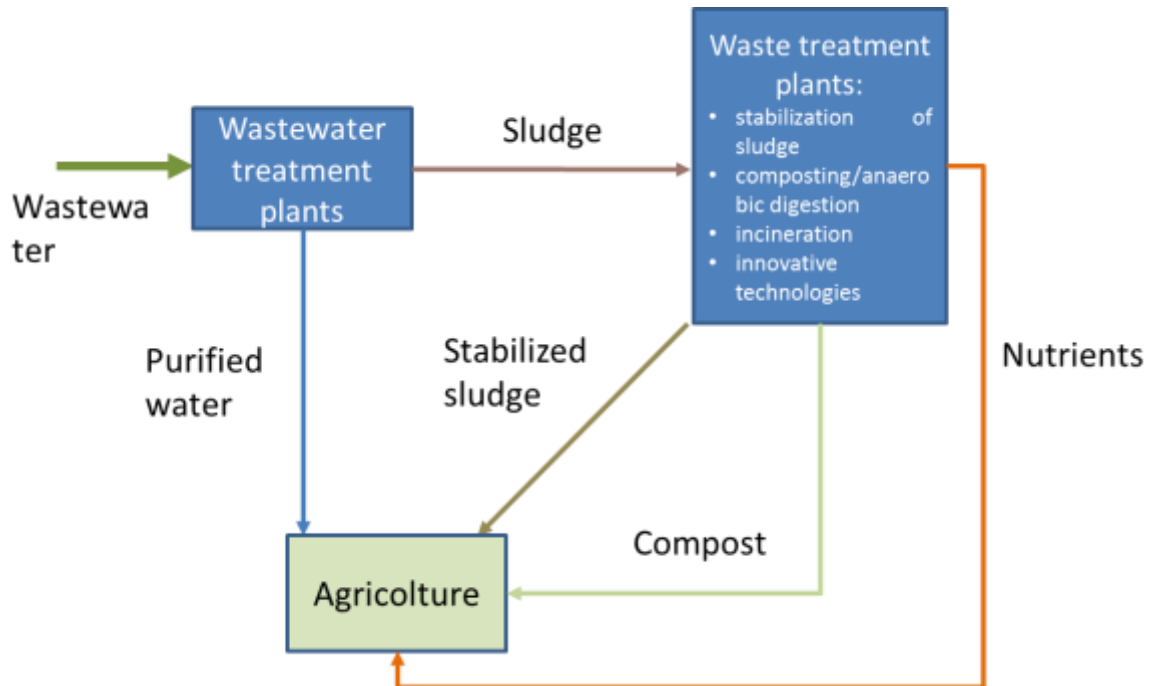 Waste treatment
plants:
• stabilization of
sludge
• composting/anaero
bic digestion
• incineration
• innovative
technologies
Wastewater
treatment
plants
Sludge
Wastewa
ter
Purified
water
Stabilized
sludge
Nutrients
Compost
Agricolture